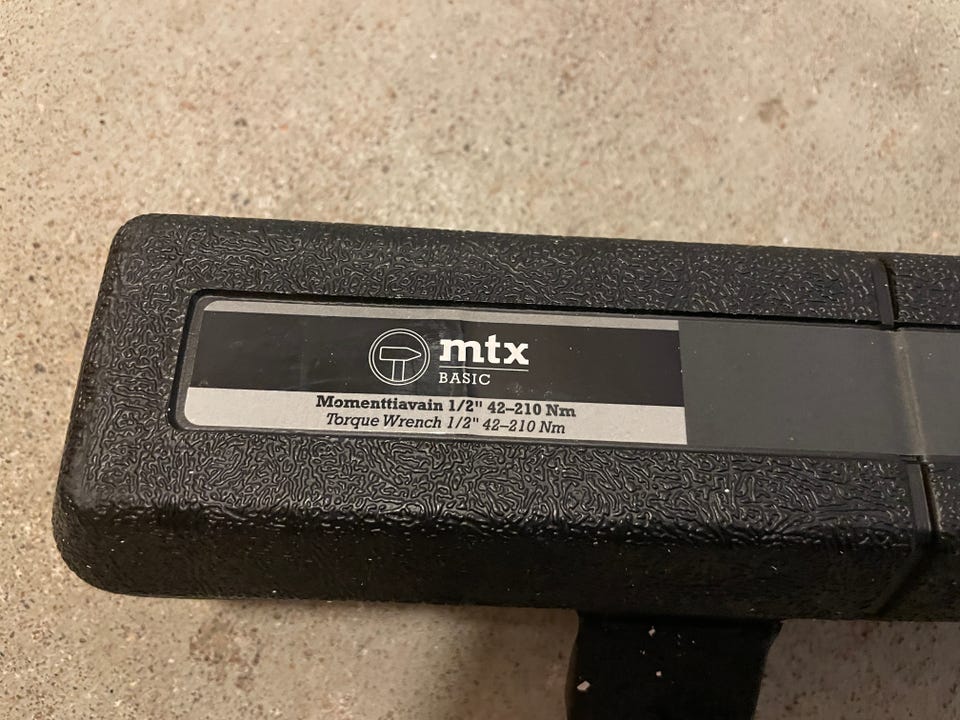 mtx
BASIC
Momenttiavain 1/2" 42–210 Nm
Torque Wrench 1/2" 42–210 Nm